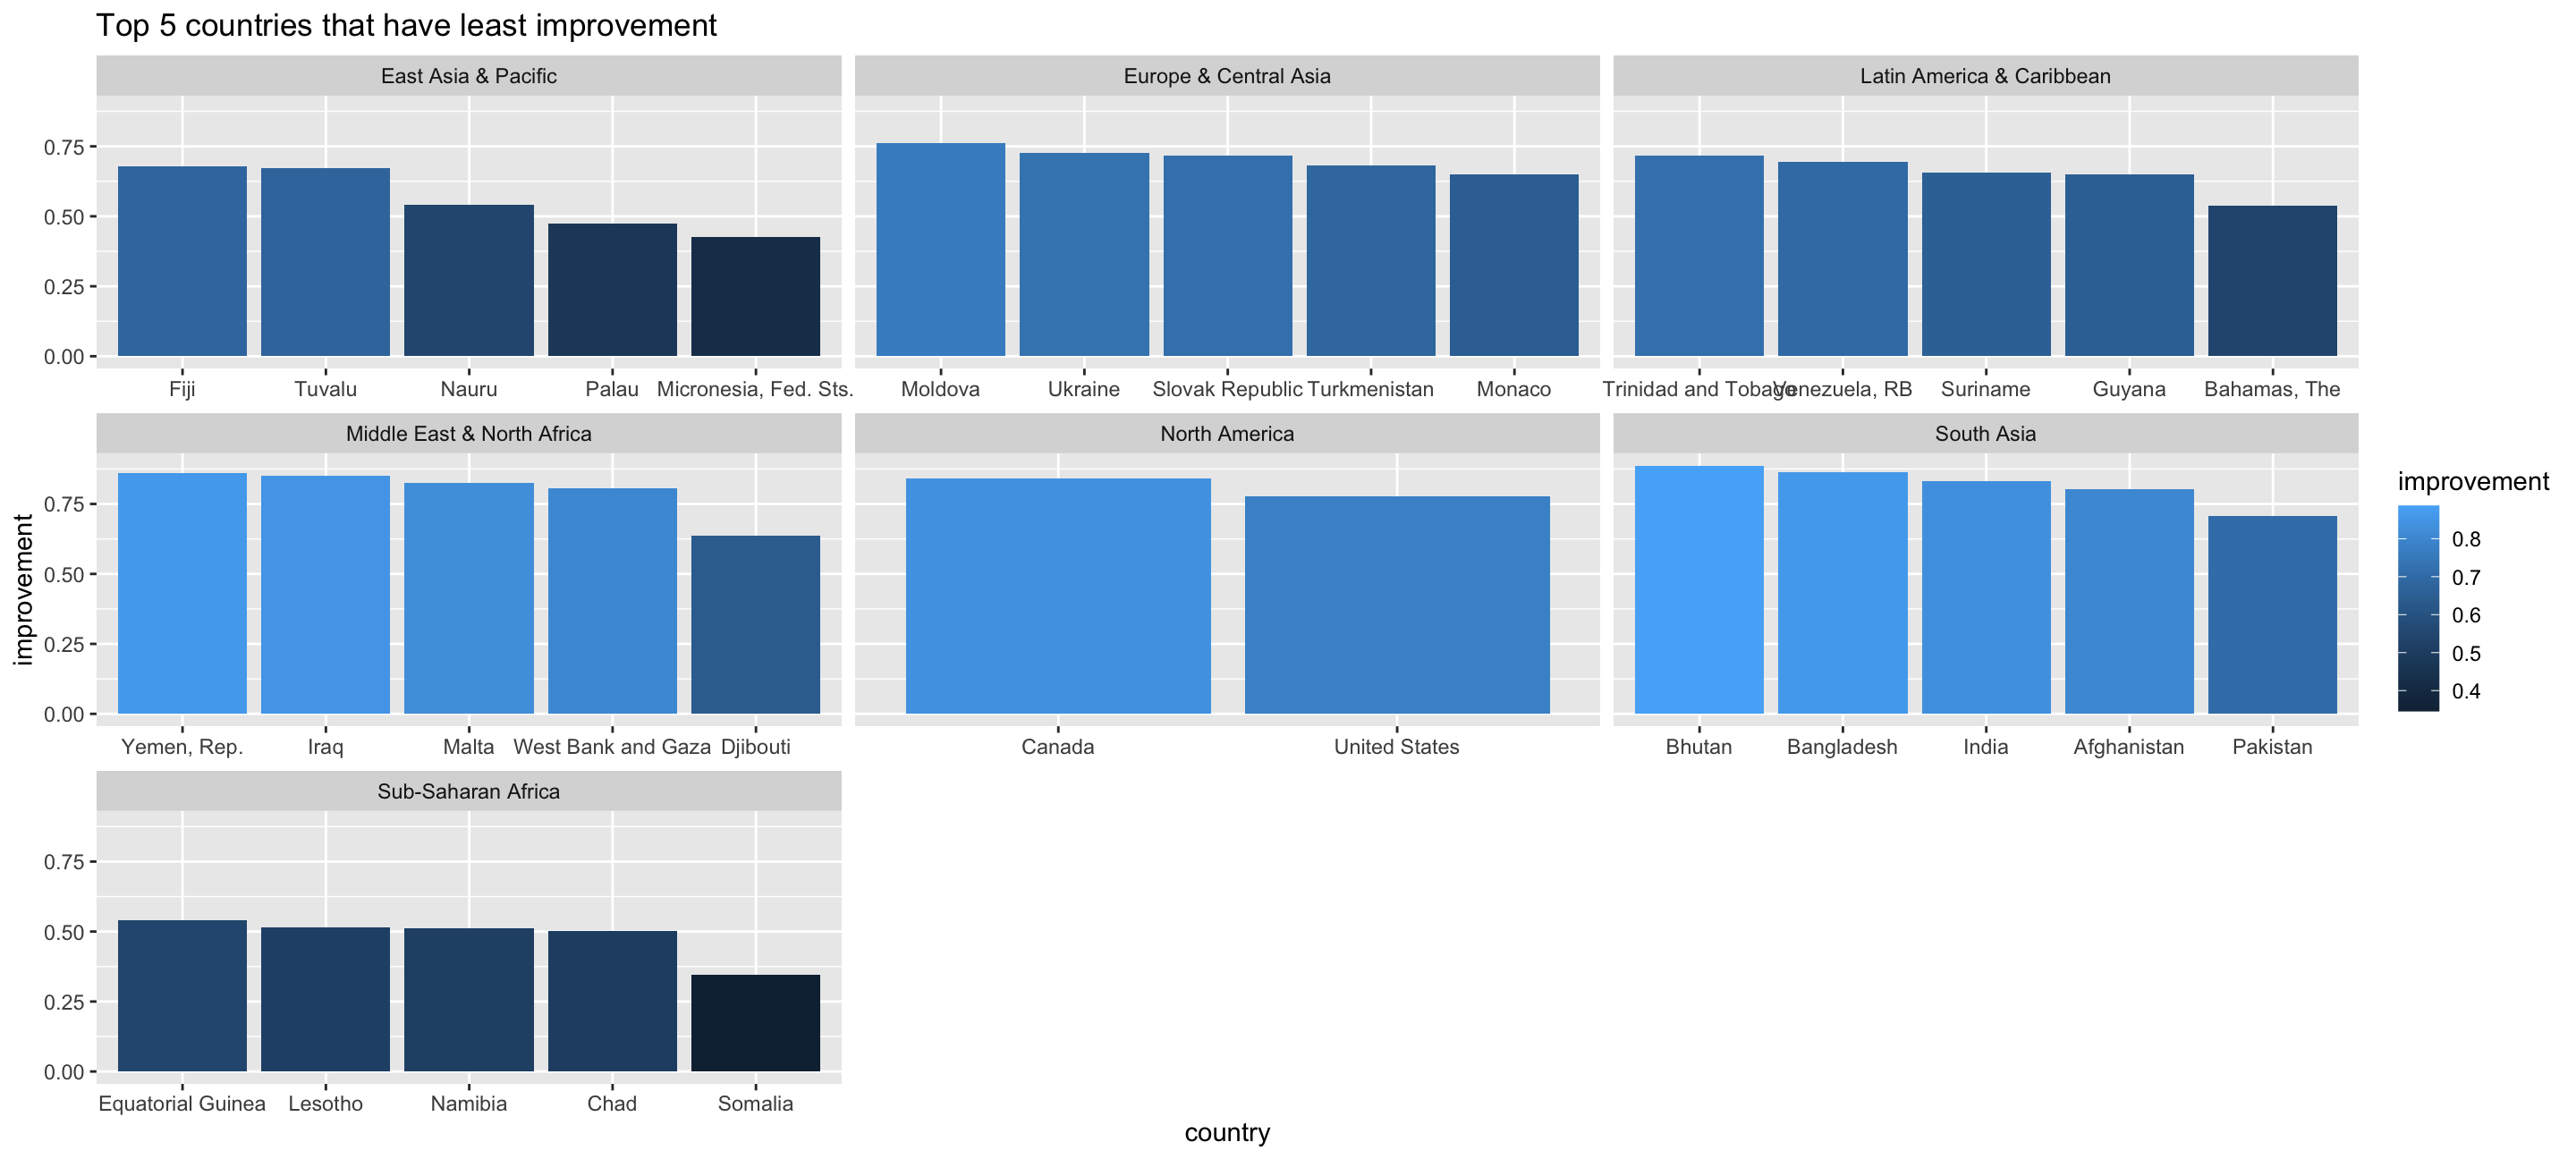 Top 5 countries that have least improvement
East Asia & Pacific
Europe & Central Asia
Latin America & Caribbean
0.75
0.50
0.25
0.00
Fiji Tuvalu Nauru Palau Micronesia, Fed. Sts.
Moldova Ukraine Slovak Republic Turkmenistan Monaco
Trinidad and Tobago Venezuela, RB Suriname Guyana Bahamas, The
Middle East & North Africa
North America
South Asia
0.75
0.50
0.25
0.00
Yemen, Rep. Iraq Malta West Bank and Gaza Djibouti
Canada United States
Bhutan Bangladesh India Afghanistan Pakistan
Sub-Saharan Africa
0.75
0.50
0.25
0.00
Equatorial Guinea Lesotho Namibia Chad Somalia
country
improvement
improvement
0.8
0.7
0.6
0.5
0.4